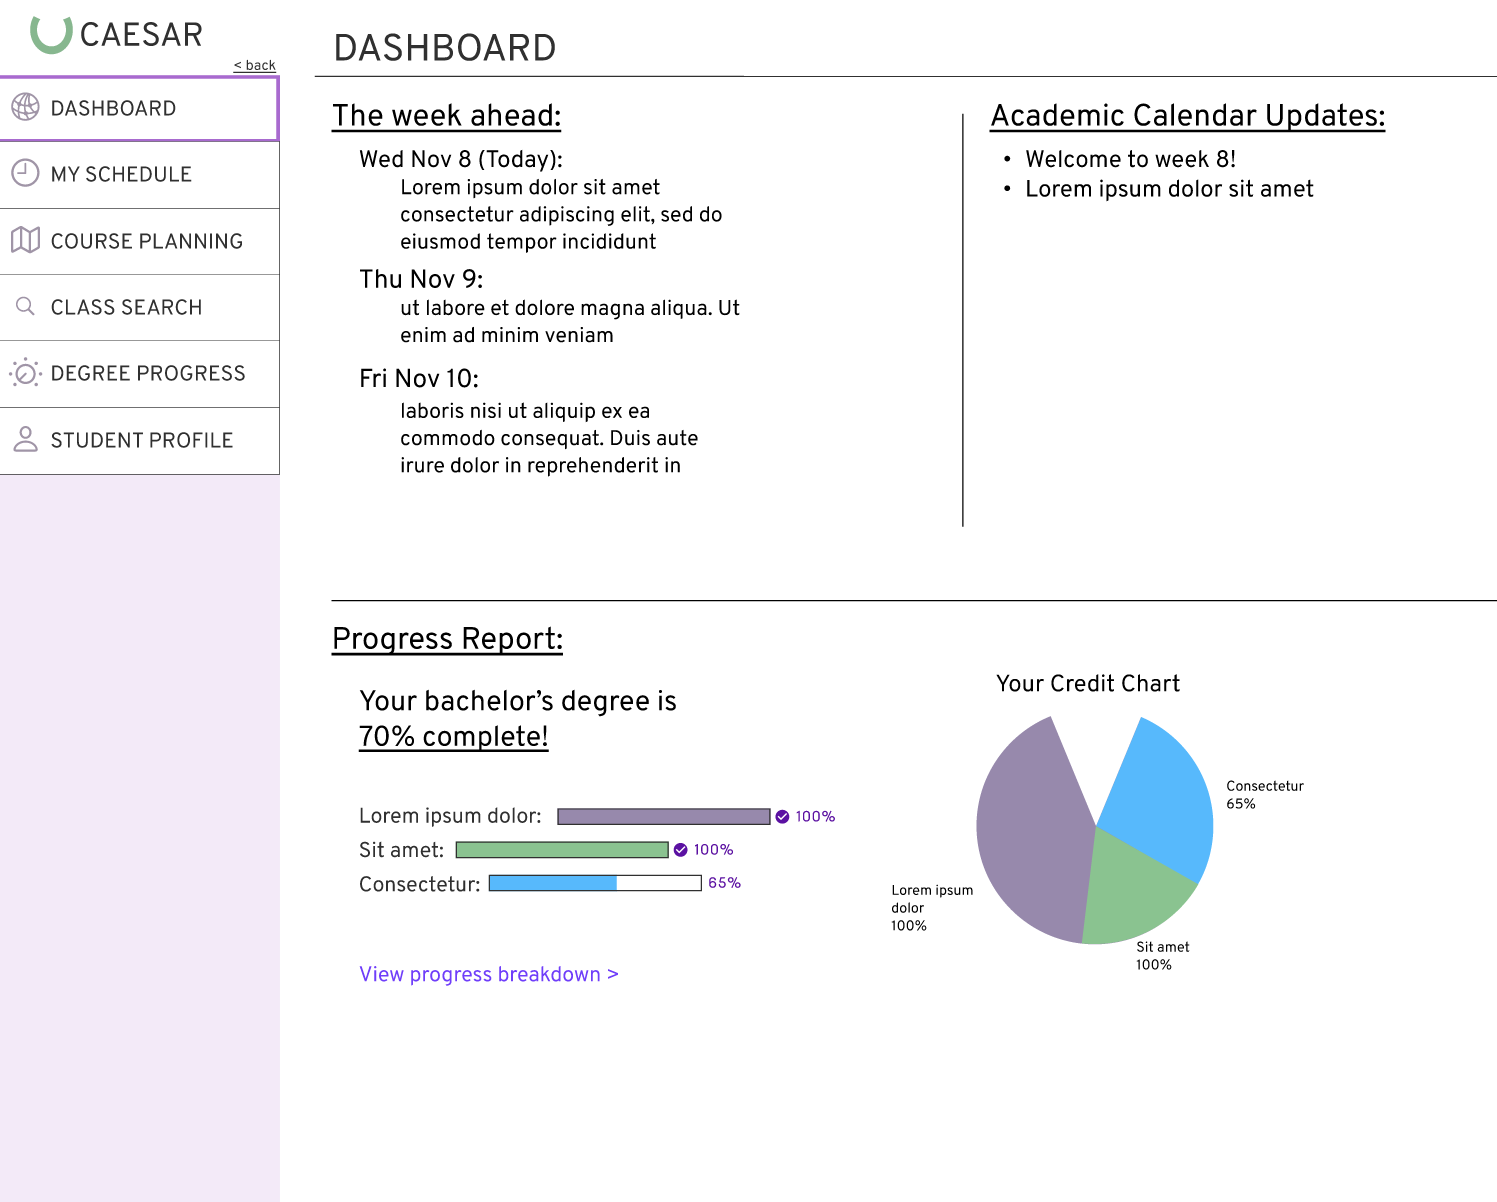 CAESAR
< back
DASHBOARD
MY SCHEDULE
COURSE PLANNING
CLASS SEARCH
DEGREE PROGRESS
STUDENT PROFILE
DASHBOARD
The week ahead:
Wed Nov 8 (Today):
Lorem ipsum dolor sit amet
consectetur adipiscing elit, sed do
eiusmod tempor incididunt
Thu Nov 9:
ut labore et dolore magna aliqua. Ut
enim ad minim veniam
Fri Nov 10:
laboris nisi ut aliquip ex ea
commodo consequat. Duis aute
irure dolor in reprehenderit in
Academic Calendar Updates:
• Welcome to week 8!
• Lorem ipsum dolor sit amet
Progress Report:
Your bachelor’s degree is
70% complete!
Lorem ipsum dolor: 100%
Sit amet: 100%
Consectetur: 65%
View progress breakdown >
Your Credit Chart
Consectetur
65%
Lorem ipsum
dolor
100%
Sit amet
100%